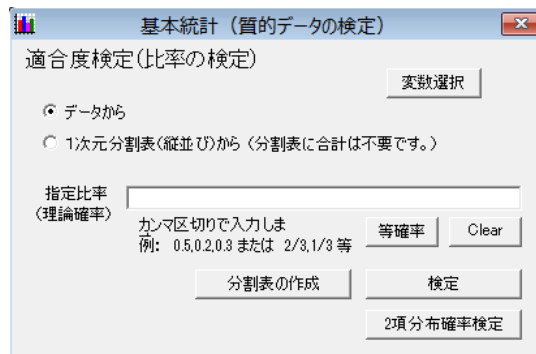 基本統計（質的データの検定）
適合度検定(比率の検定)
変数選択
データから
1次元分割表(縦並び)から（分割表に合計は不要です。）
指定比率
（理論確率）
カンマ区切りで入力しま
例： 0.5,0.2,0.3 または 2/3,1/3 等
等確率
Clear
分割表の作成
検定
2項分布確率検定